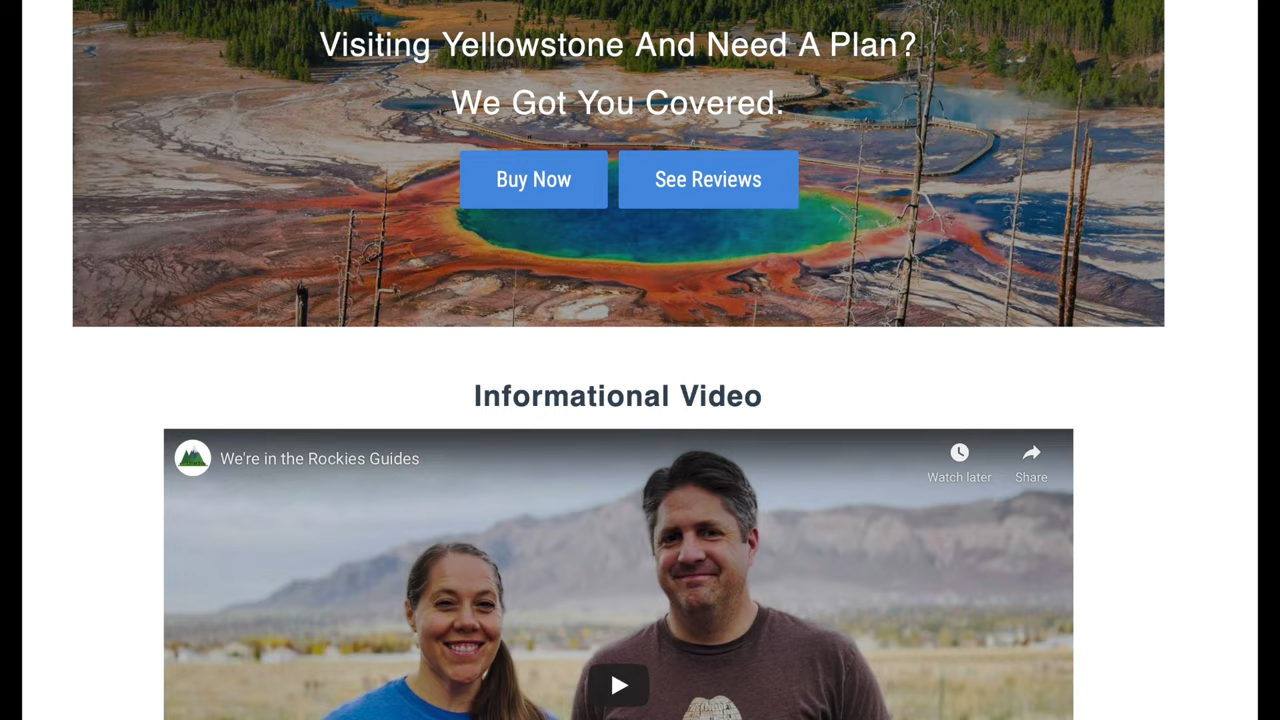 Visiting Yellowstone And Need A Plan?
We Got You Covered.
Buy Now
See Reviews
Informational Video
We're in the Rockies Guides
Watch later
Share